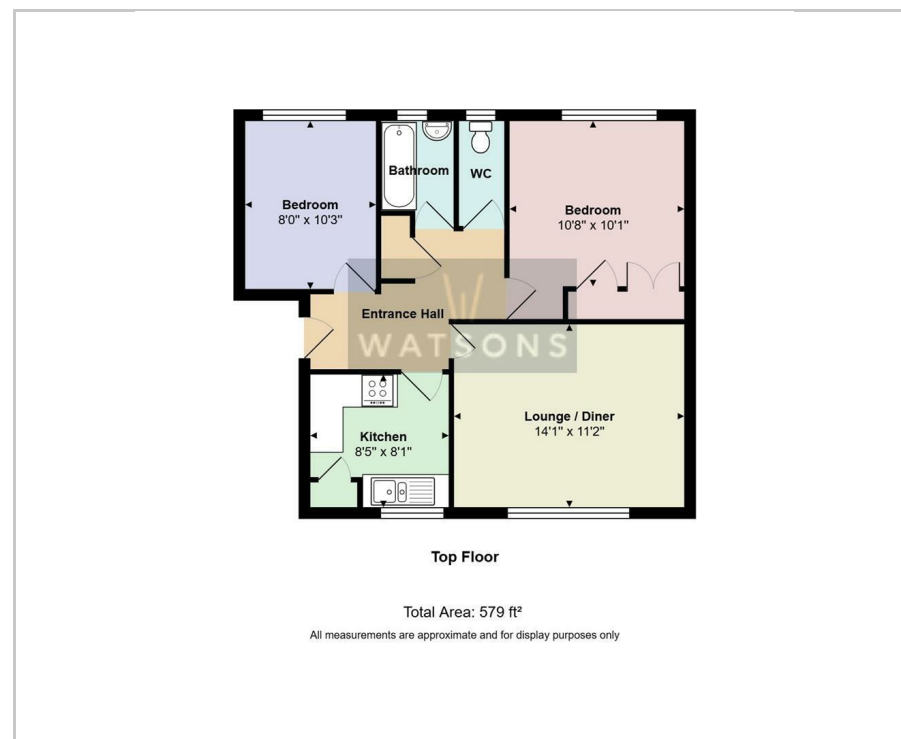 Bathroom
WC
Bedroom
8'0" x 10'3"
Bedroom
10'8" x 10'1"
Entrance Hall
WATSONS
Lounge / Diner
14'1" x 11'2"
Kitchen
8'5" x 8'1"
Top Floor
Total Area: 579 ft²
All measurements are approximate and for display purposes only